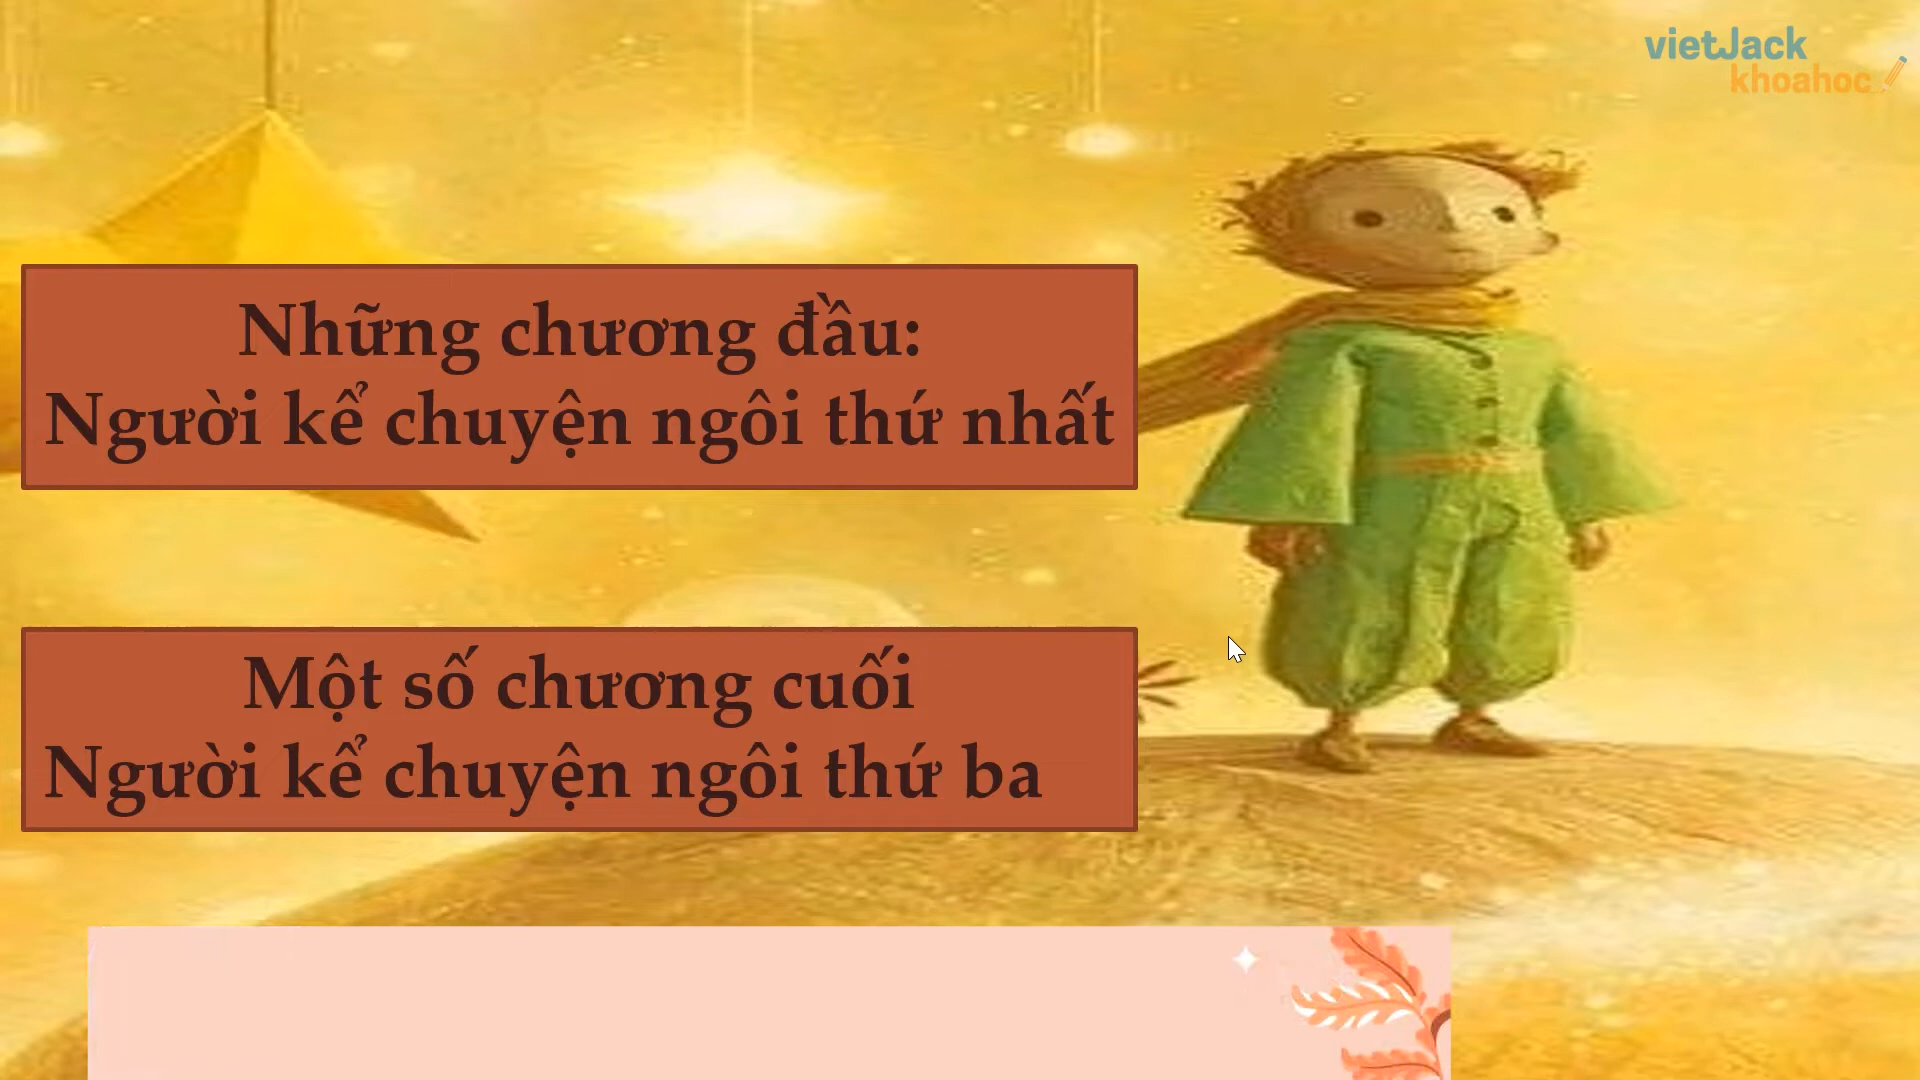 vietJack
khoahoc
Những chương đầu:
Người kể chuyện ngôi thứ nhất
Một số chương cuối
Người kể chuyện ngôi thứ ba